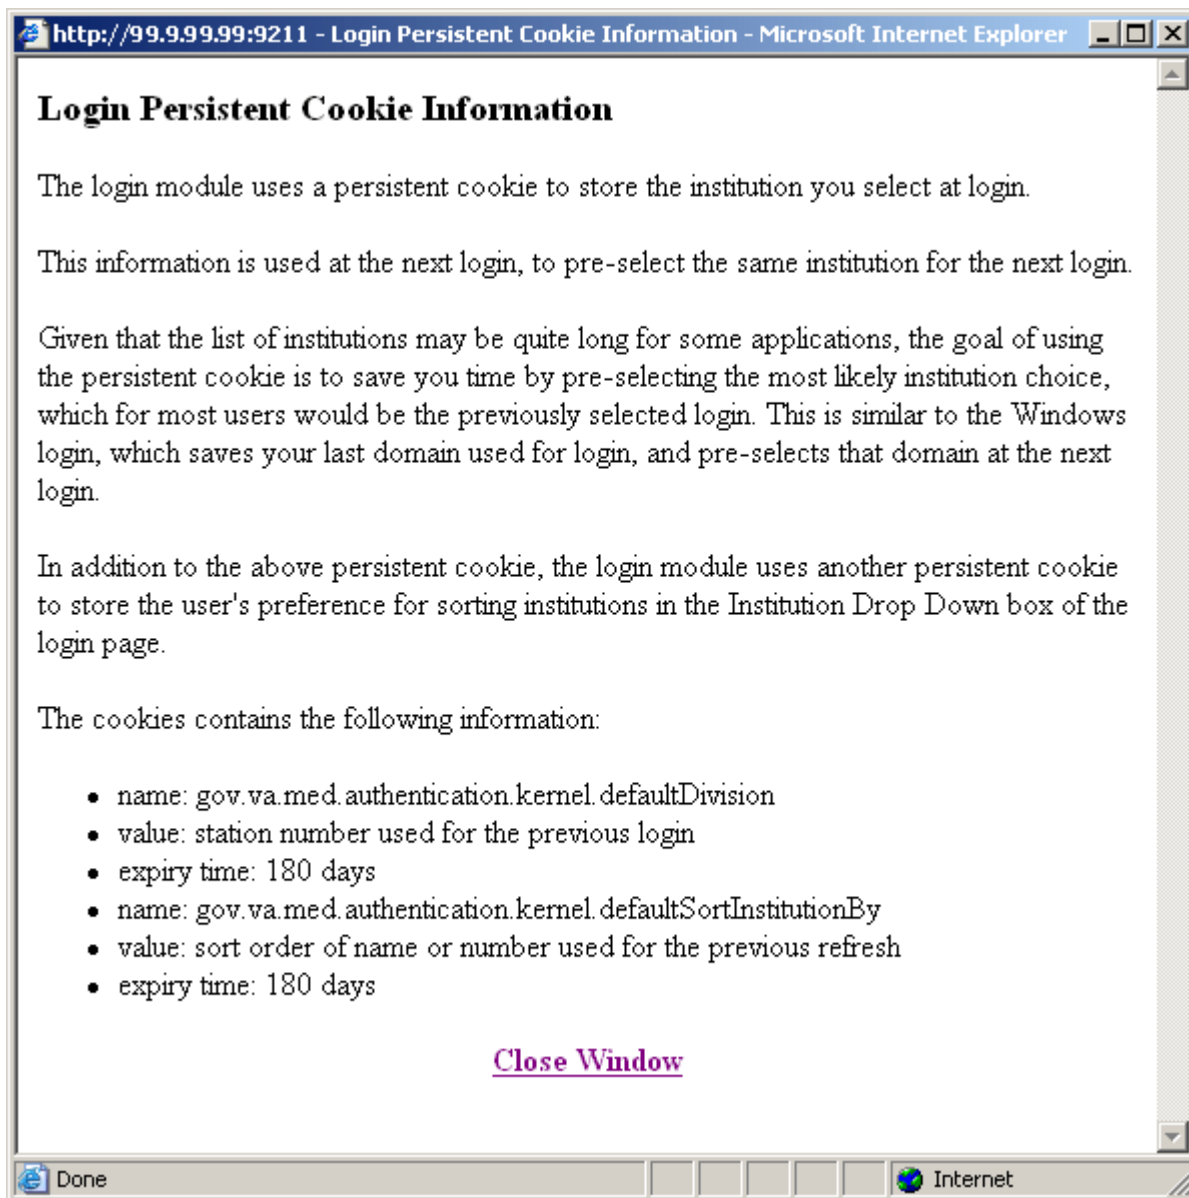 http://99.9.99.99:9211 - Login Persistent Cookie Information - Microsoft Internet Explorer
Login Persistent Cookie Information
The login module uses a persistent cookie to store the institution you select at login.
This information is used at the next login, to pre-select the same institution for the next login.
Given that the list of institutions may be quite long for some applications, the goal of using
the persistent cookie is to save you time by pre-selecting the most likely institution choice,
which for most users would be the previously selected login. This is similar to the Windows
login, which saves your last domain used for login, and pre-selects that domain at the next
login.
In addition to the above persistent cookie, the login module uses another persistent cookie
to store the user's preference for sorting institutions in the Institution Drop Down box of the
login page.
The cookies contains the following information:
• name: gov.va.med.authentication.kernel.defaultDivision
• value: station number used for the previous login
• expiry time: 180 days
• name: gov.va.med.authentication.kernel.defaultSortInstitutionBy
• value: sort order of name or number used for the previous refresh
• expiry time: 180 days
Close Window
Done
Internet